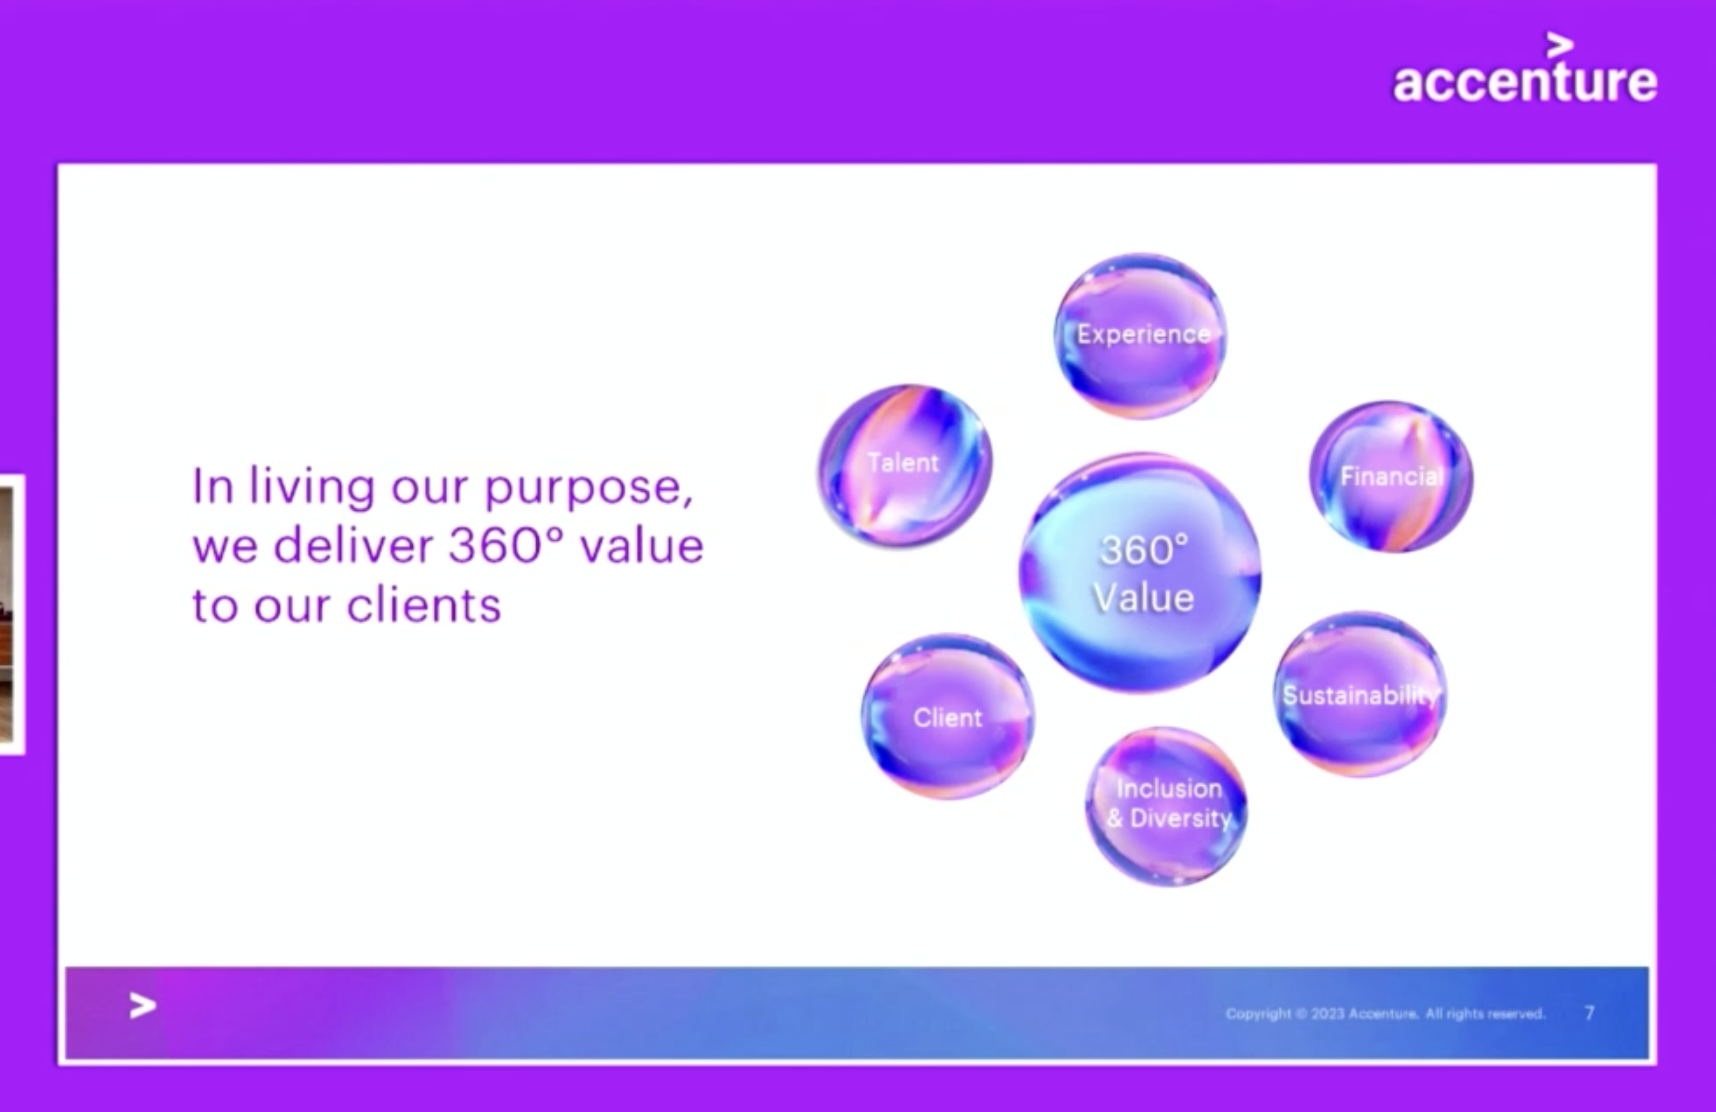 >
accenture
In living our purpose,
we deliver 360° value
to our clients
Experience
Talent
Financial
360°
Value
Client
Sustainability
Inclusion
& Diversity
>
Copyright © 2023 Accenture. All rights reserved.
7